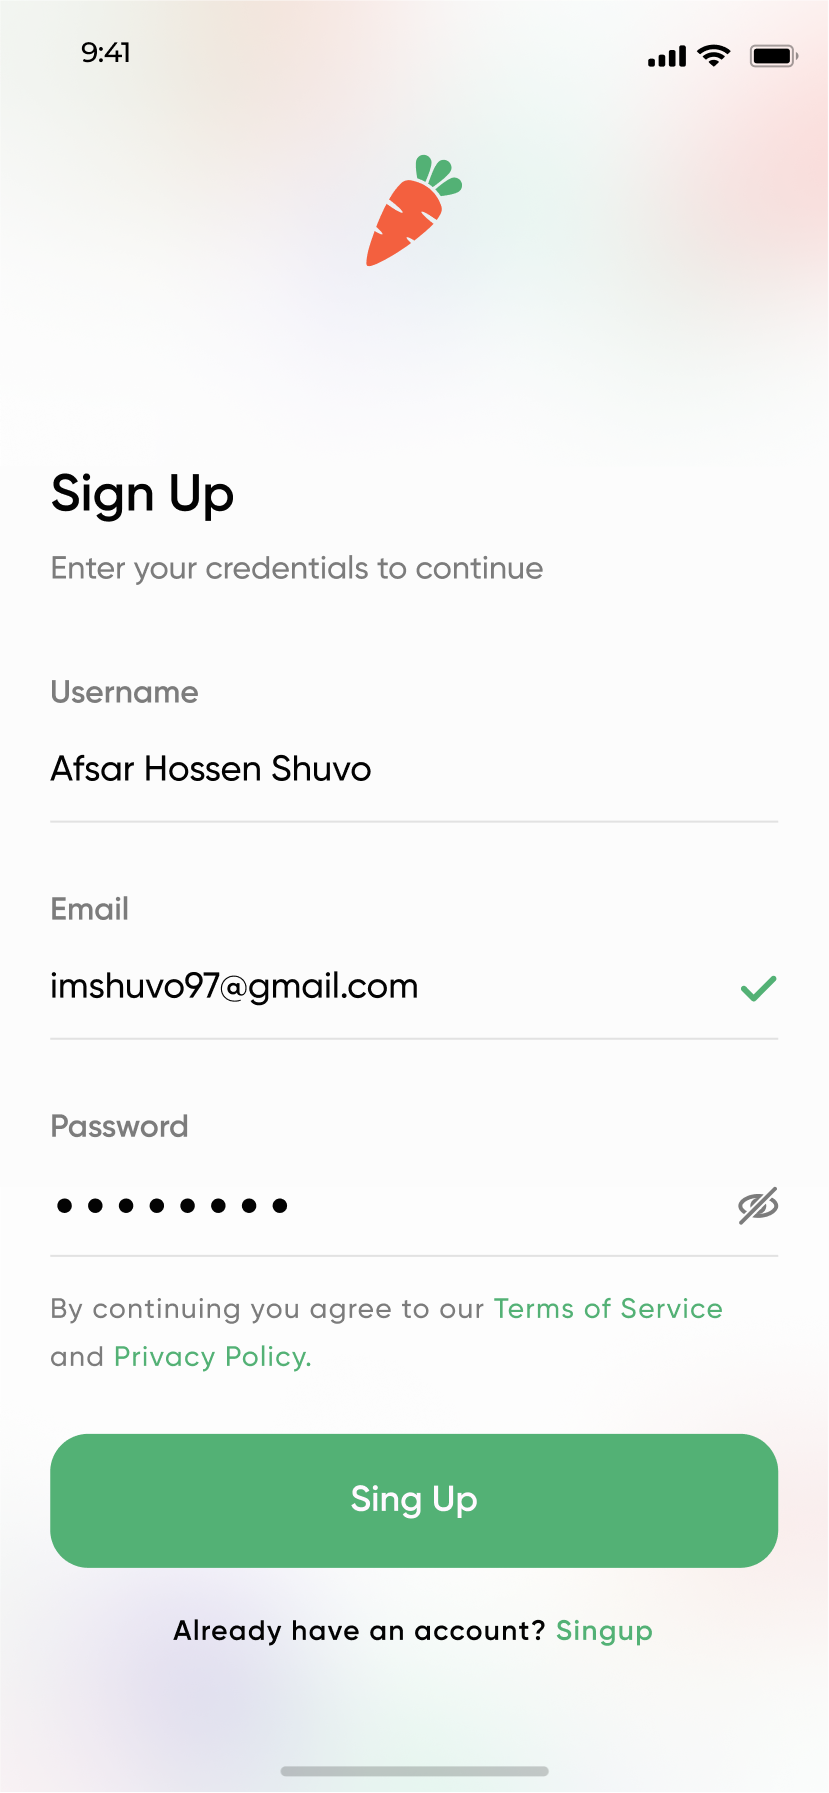 9:41
Sign Up
Enter your credentials to continue
Username
Afsar Hossen Shuvo
Email
imshuvo97@gmail.com
Password
By continuing you agree to our Terms of Service
and Privacy Policy.
Sing Up
Already have an account? Singup